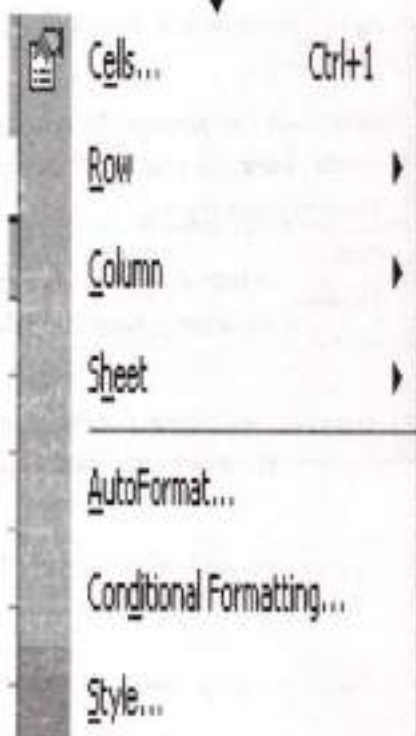 Cells... Ctrl+1
Row
Column
Sheet
AutoFormat...
Conditional Formatting...
Style...